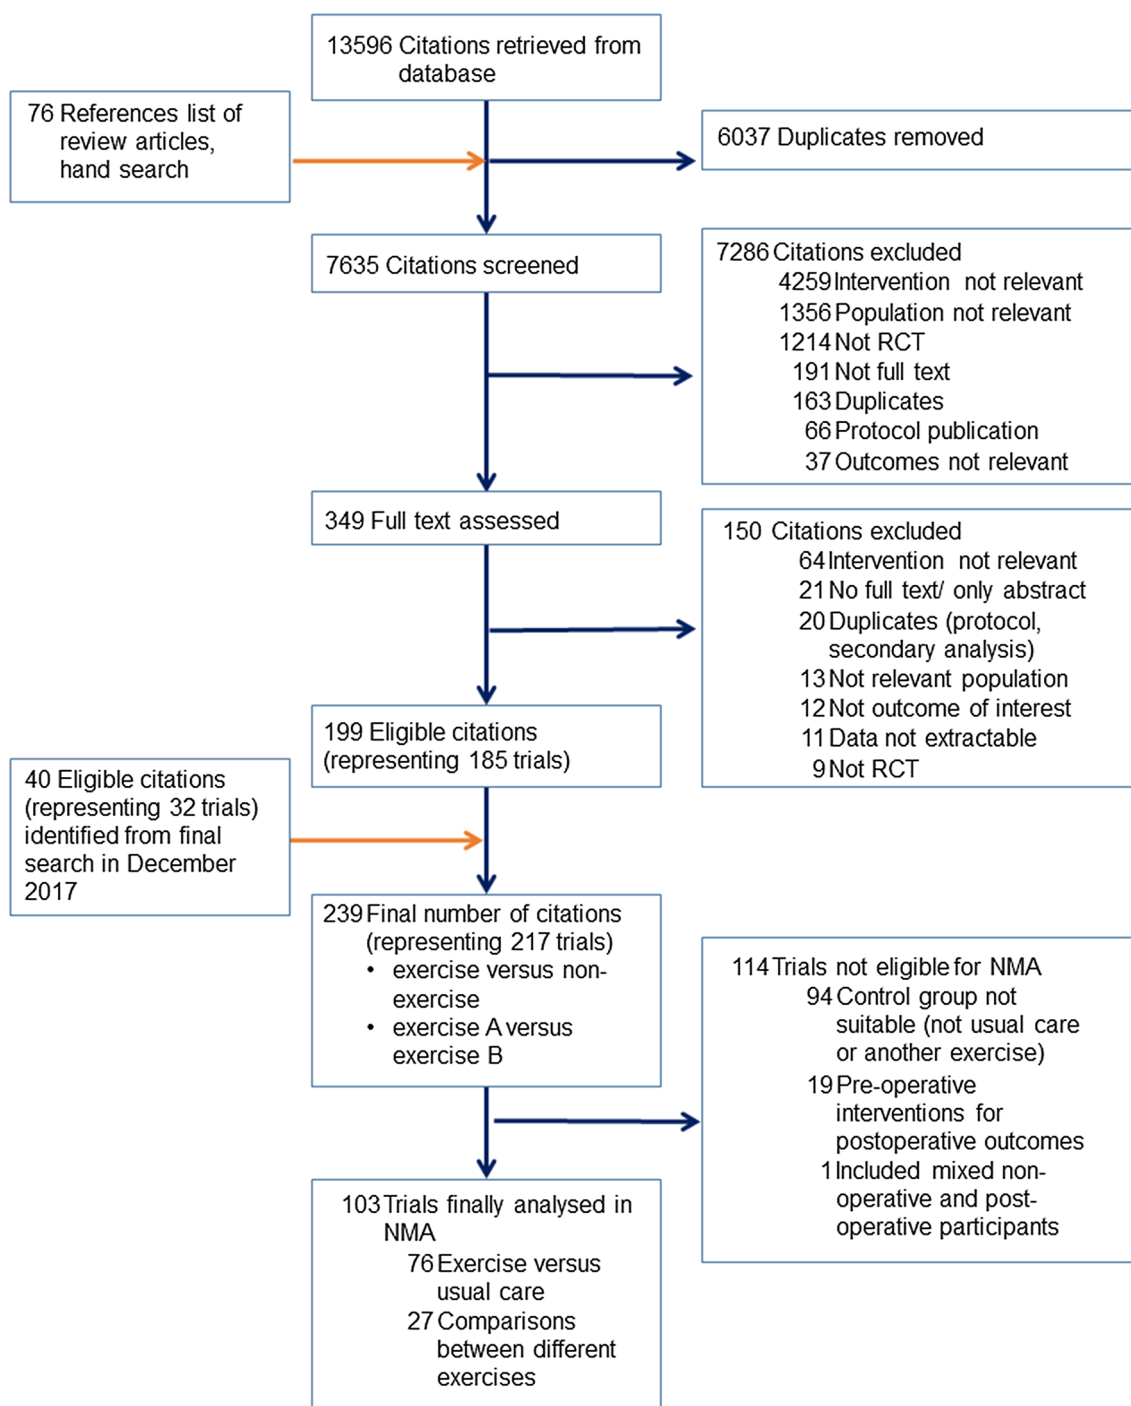 13596 Citations retrieved from
database
76 References list of
review articles,
hand search
6037 Duplicates removed
7635 Citations screened
7286 Citations excluded
4259 Intervention not relevant
1356 Population not relevant
1214 Not RCT
191 Not full text
163 Duplicates
66 Protocol publication
37 Outcomes not relevant
349 Full text assessed
150 Citations excluded
64 Intervention not relevant
21 No full text/ only abstract
20 Duplicates (protocol,
secondary analysis)
13 Not relevant population
12 Not outcome of interest
11 Data not extractable
9 Not RCT
199 Eligible citations
(representing 185 trials)
40 Eligible citations
(representing 32 trials)
identified from final
search in December
2017
239 Final number of citations
(representing 217 trials)
• exercise versus non-
exercise
• exercise A versus
exercise B
114 Trials not eligible for NMA
94 Control group not
suitable (not usual care
or another exercise)
19 Pre-operative
interventions for
postoperative outcomes
1 Included mixed non-
operative and post-
operative participants
103 Trials finally analysed in
NMA
76 Exercise versus
usual care
27 Comparisons
between different
exercises